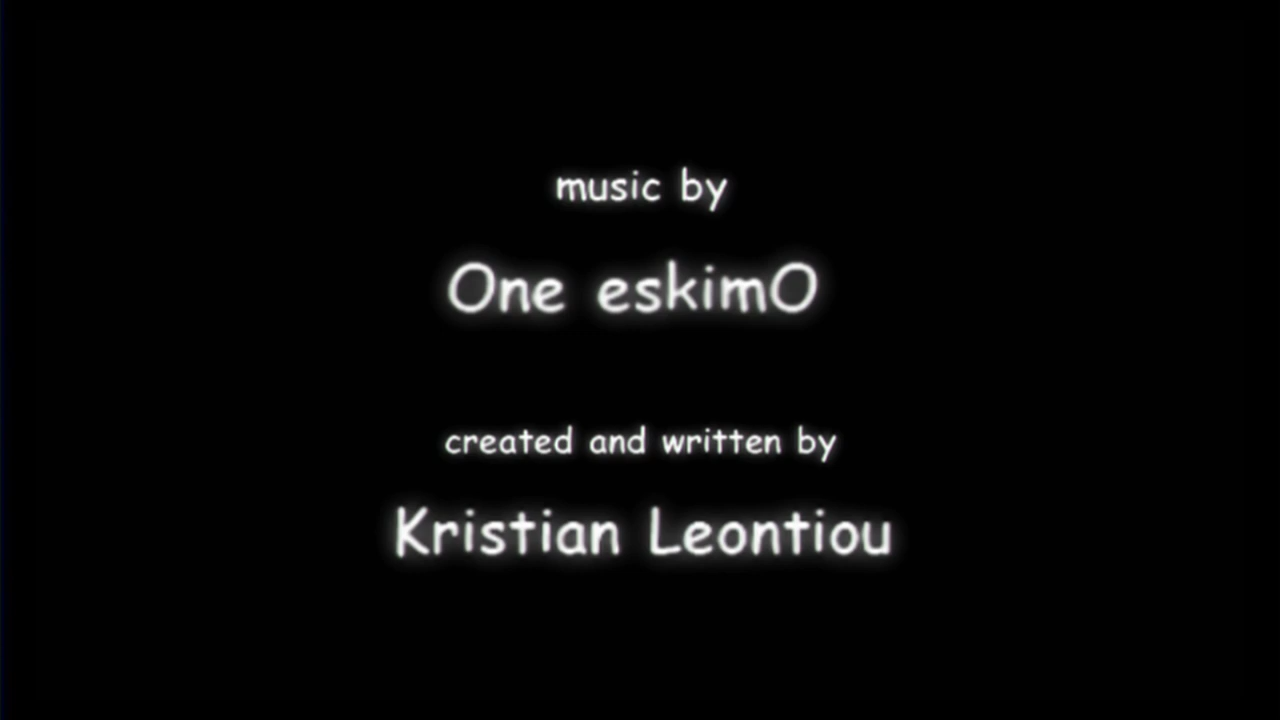 music by
One eskimO
created and written by
Kristian Leontiou